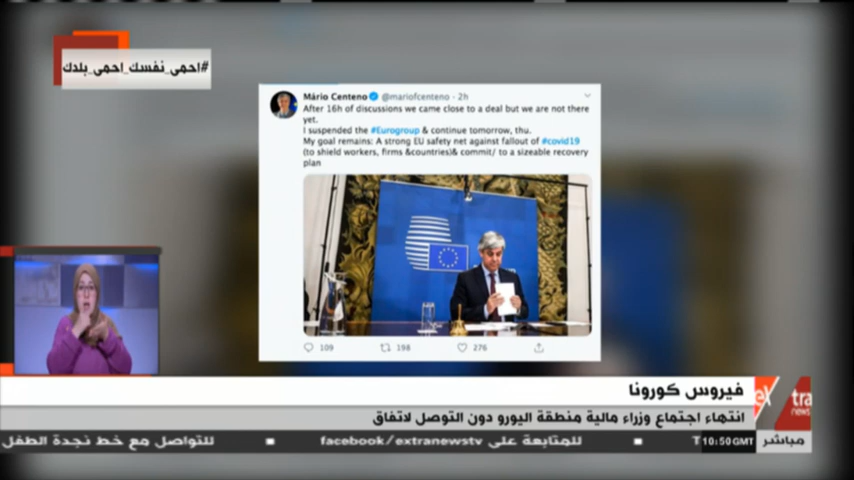 #احمى_نفسك_احمى_بلدك
Mário Centeno @mariofcenteno · 2h
After 16h of discussions we came close to a deal but we are not there
yet.
I suspended the #Eurogroup & continue tomorrow, thu.
My goal remains: A strong EU safety net against fallout of #covid19
(to shield workers, firms &countries)& commit/ to a sizeable recovery
plan
109 198 276
فيروس كورونا
انتهاء اجتماع وزراء مالية منطقة اليورو دون التوصل لاتفاق
eX tra
news
للمتابعة على facebook/extranewstv
للتواصل مع خط نجدة الطفل
10:50 GMT
مباشر